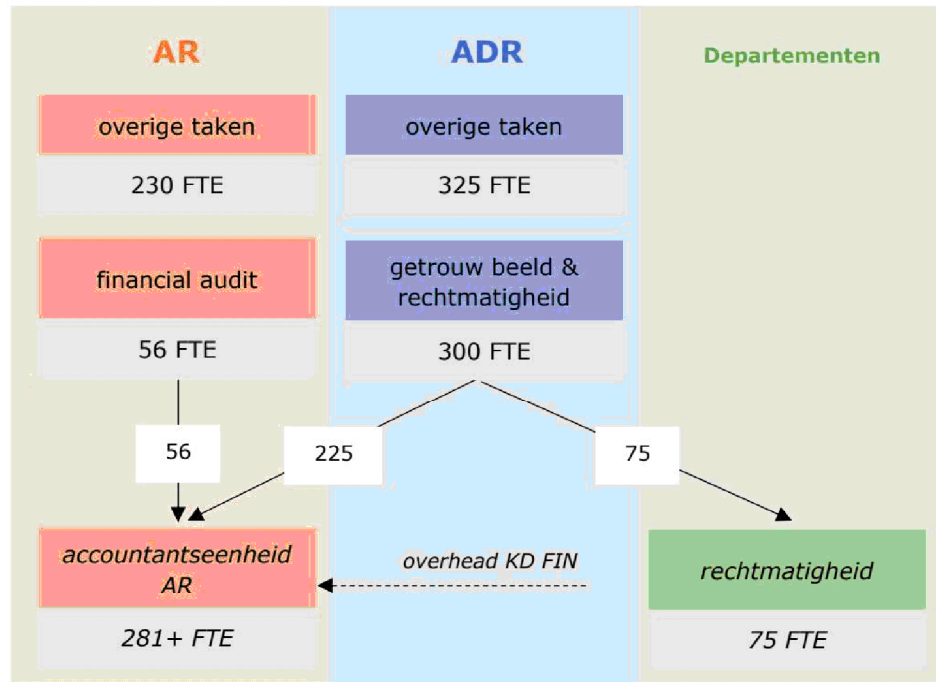 AR
ADR
Departementen
overige taken
230 FTE
overige taken
325 FTE
financial audit
56 FTE
getrouw beeld &
rechtmatigheid
300 FTE
56
225
75
accountantseenheid
AR
281+ FTE
overhead KD FIN
rechtmatigheid
75 FTE